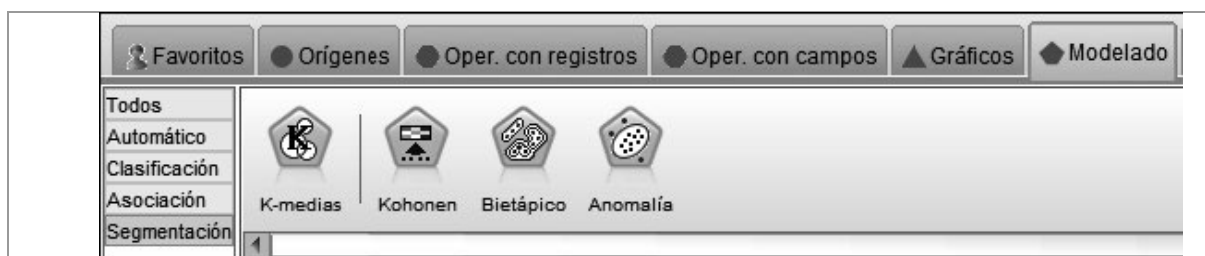 Favoritos Orígenes Oper. con registros Oper. con campos Gráficos Modelado
Todos
Automático
Clasificación
Asociación
Segmentación
K-medias Kohonen Bietápico Anomalía